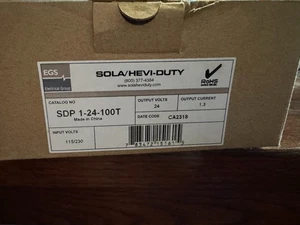 EGS
Electrical Group
SOLA/HEVI-DUTY
(800) 377-4384
www.solaheviduty.com
RoHS
CATALOG NO
SDP 1-24-100T
Made in China
OUTPUT VOLTS
24
OUTPUT CURRENT
1.3
DATE CODE
CA2319
INPUT VOLTS
115/230